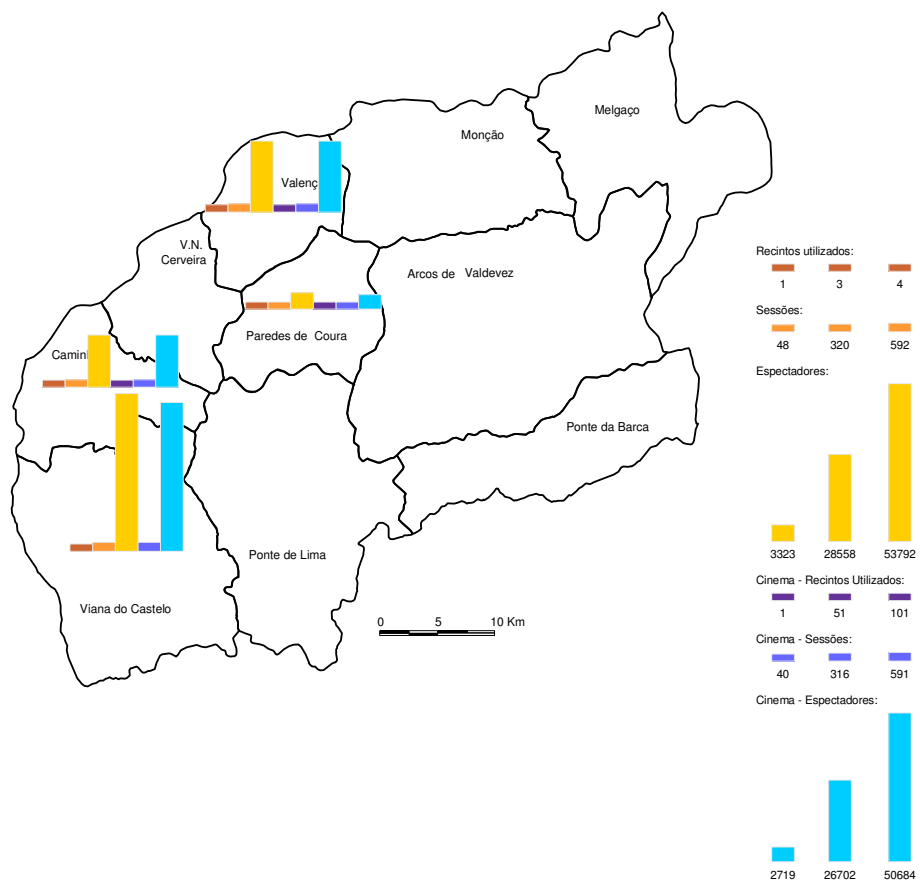 Melgaço
Monção
Valenç
V.N.
Cerveira
Arcos de Valdevez
Paredes de Coura
Camin
Ponte da Barca
Ponte de Lima
Viana do Castelo
0 5 10 Km
Recintos utilizados:
1 3 4
Sessões:
48 320 592
Espectadores:
3323 28558 53792
Cinema - Recintos Utilizados:
1 51 101
Cinema - Sessões:
40 316 591
Cinema - Espectadores:
2719 26702 50684